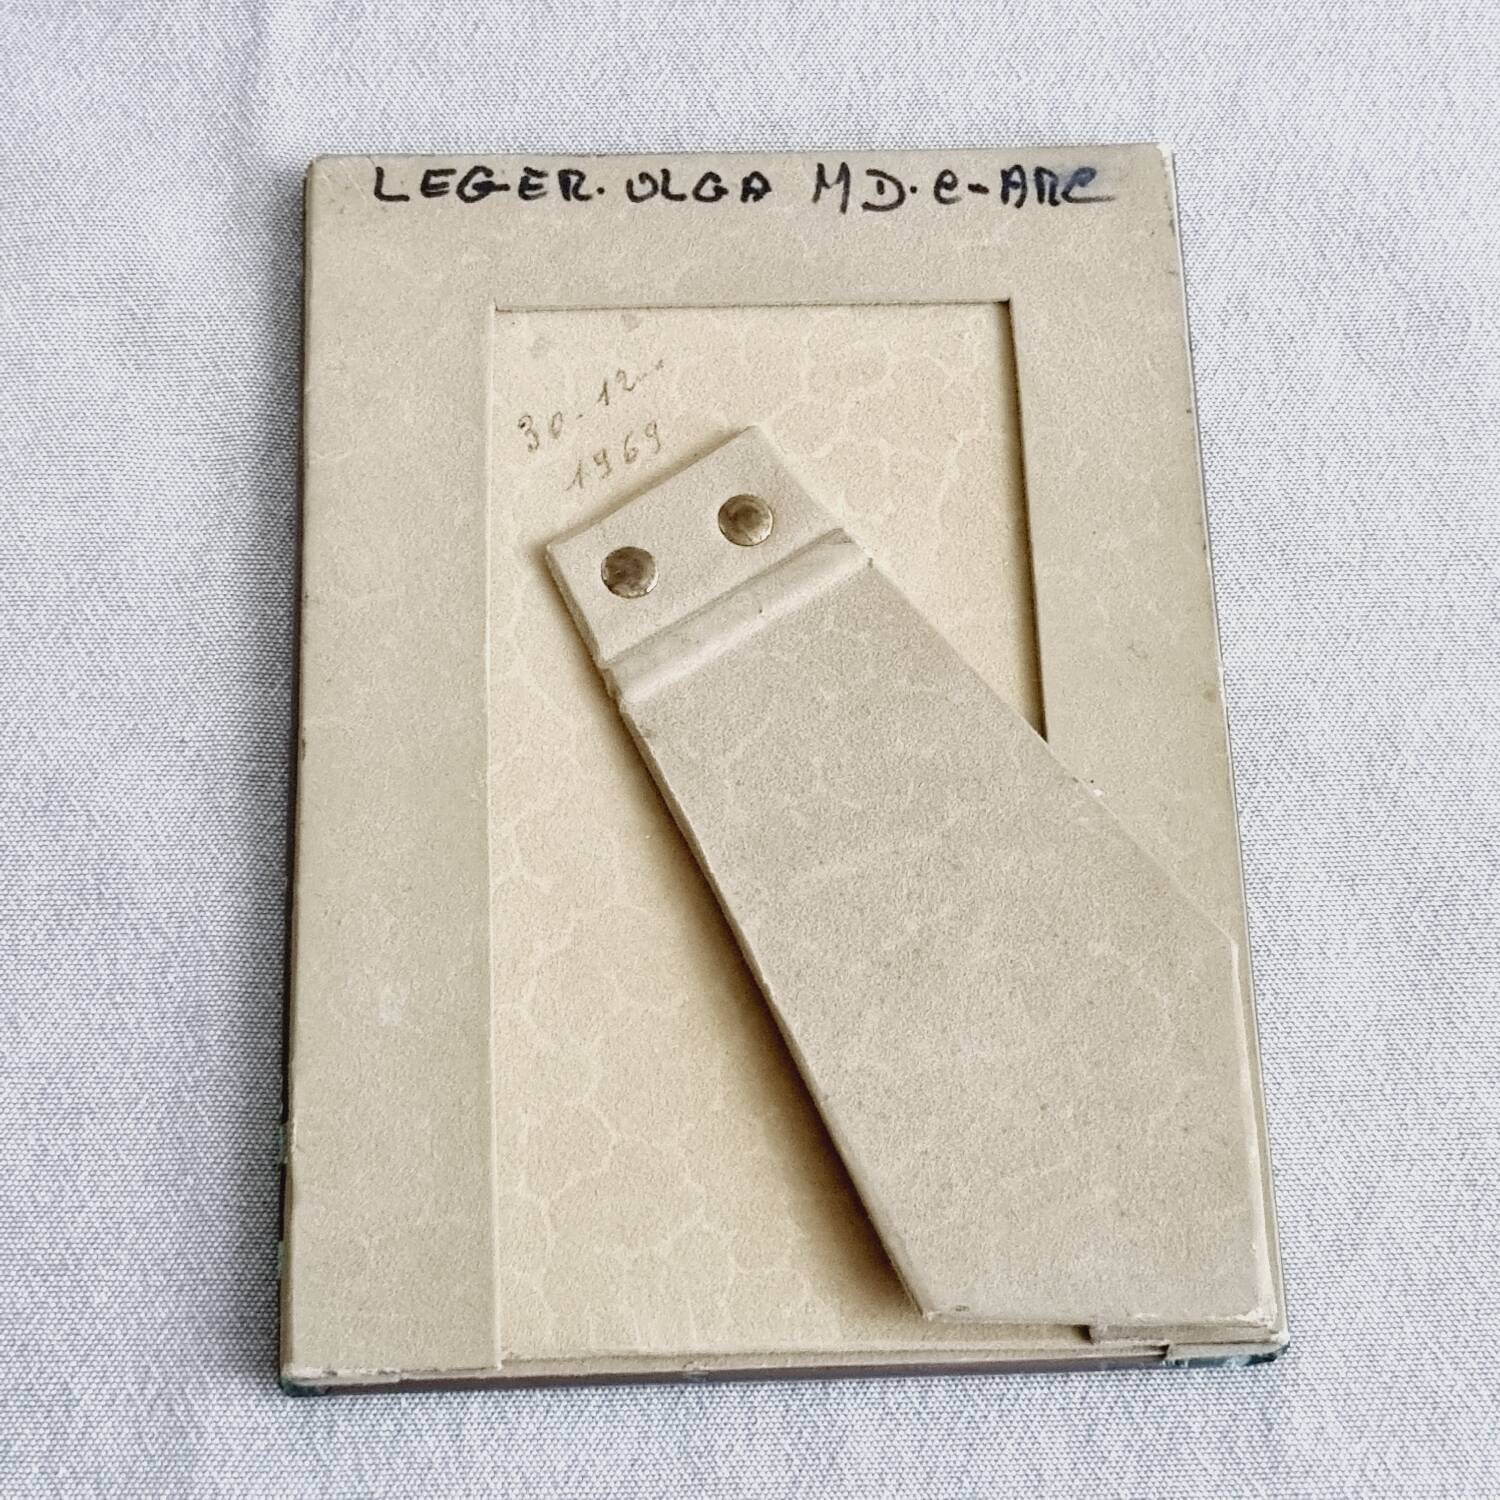 LEGER. OLGA MD. e-ARC
30-12
1969